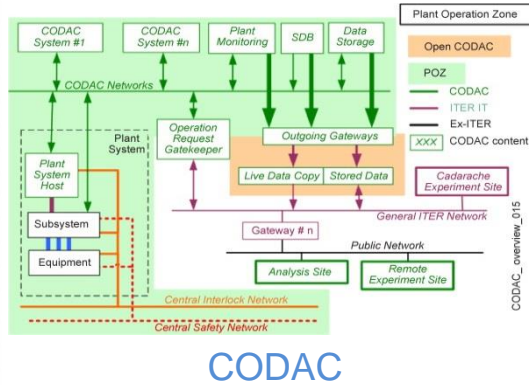 CODAC
System #1
CODAC
System #n
Plant
Monitoring
SDB
Data
Storage
Plant Operation Zone
Open CODAC
POZ
CODAC
ITER IT
Ex-ITER
XXX
CODAC content
CODAC Networks
Plant
System
Operation
Request
Gatekeeper
Outgoing Gateways
Plant
System
Host
Live Data Copy
Stored Data
Cadarache
Experiment Site
General ITER Network
Subsystem
Gateway # n
Public Network
Equipment
Analysis Site
Remote
Experiment Site
Central Interlock Network
Central Safety Network
CODAC_ overview_015
CODAC